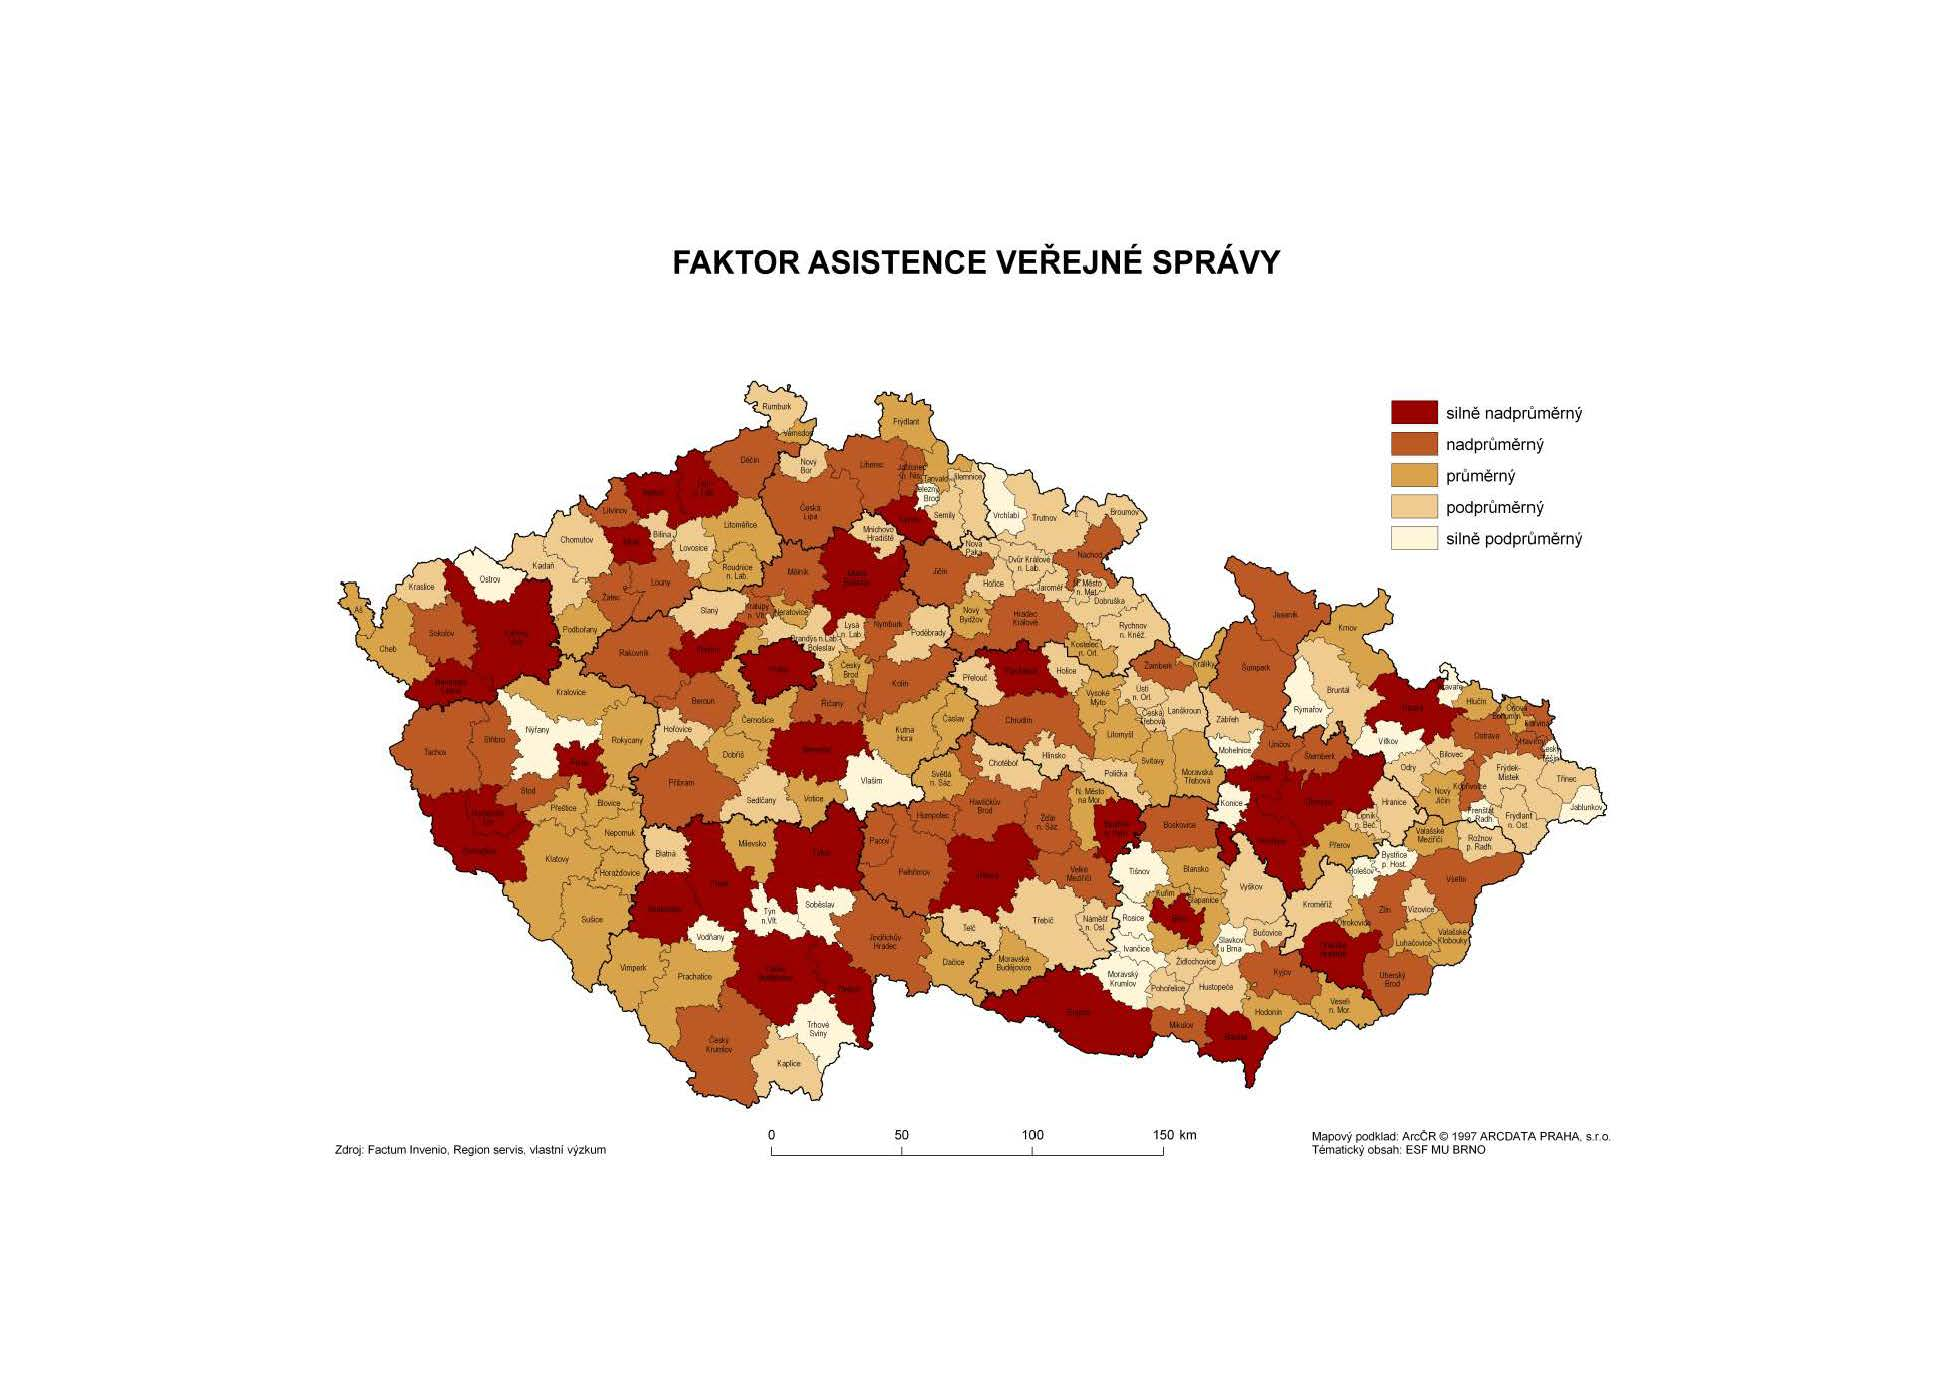 FAKTOR ASISTENCE VEŘEJNÉ SPRÁVY
silně nadprůměrný
nadprůměrný
průměrný
podprůměrný
silně podprůměrný
Rumburk
Varnsdorf
Frýdlant
Děčín
Nový
Bor
Liberec
Tanvald
Jilemnice
Česká
Lípa
Semily
Vrchlabí
Trutnov
Broumov
Litvínov
Litoměřice
Mnichovo
Hradiště
Chomutov
Bílina
Lovosice
Nová
Paka
Náchod
Kadaň
Roudnice
n. Lab.
Mělník
Jičín
Dvůr Králové
n. Lab.
Ostrov
Kraslice
Louny
Žatec
Hořice
Jaroměř
N. Město
n. Met.
Dobruška
Aš
Slaný
Kralupy
n. Vlt.
Neratovice
Nový
Bydžov
Hradec
Králové
Rychnov
n. Kněž.
Jeseník
Krnov
Sokolov
Podbořany
Lysá
n. Lab.
Nymburk
Poděbrady
Brandýs n.Lab.
Boleslav
Cheb
Rakovník
Praha
Český
Brod
Kostelec
n. Orl.
Žamberk
Králíky
Šumperk
Kolín
Přelouč
Pardubice
Holice
Kralovice
Beroun
Říčany
Vysoké
Mýto
Ústí
n. Orl.
Lanškroun
Česká
Třebová
Zábřeh
Bruntál
Rýmařov
Opava
Hlučín
Bohumín
Nýřany
Stříbro
Tachov
Rokycany
Hořovice
Černošice
Čáslav
Chrudim
Kutná
Hora
Litomyšl
Svitavy
Moravská
Třebová
Mohelnice
Uničov
Šternberk
Vítkov
Ostrava
Dobříš
Benešov
Vlašim
Světlá
n. Sáz.
Chotěboř
Hlinsko
Polička
Bílovec
Odry
Frýdek-
Místek
Třinec
Jablunkov
Stod
Přeštice
Blovice
Příbram
Sedlčany
Votice
Havlíčkův
Brod
Humpolec
Žďár
n. Sáz.
N. Město
na Mor.
Boskovice
Konice
Olomouc
Hranice
Lipník
n. Beč.
Nový
Jičín
Kopřivnice
Frenštát
p. Radh.
Frýdlant
n. Ost.
Nepomuk
Klatovy
Horažďovice
Blatná
Milevsko
Tábor
Pacov
Pelhřimov
Jihlava
Velké
Meziříčí
Tišnov
Blansko
Vyškov
Přerov
Bystřice
p. Host.
Holešov
Valašské
Meziříčí
Rožnov
p. Radh.
Vsetín
Sušice
Písek
Týn
n.Vlt.
Soběslav
Vodňany
Jindřichův
Hradec
Telč
Třebíč
Náměšť
n. Osl.
Rosice
Kuřim
Šlapanice
Ivančice
Slavkov
u Brna
Bučovice
Kroměříž
Otrokovice
Zlín
Vizovice
Luhačovice
Valašské
Klobouky
Vimperk
Prachatice
Dačice
Moravské
Budějovice
Moravský
Krumlov
Židlochovice
Pohořelice
Hustopeče
Kyjov
Uherský
Brod
Veselí
n. Mor.
Hodonín
Mikulov
Znojmo
Český
Krumlov
Trhové
Sviny
Kaplice
0 50 100 150 km
Zdroj: Factum Invenio, Region servis, vlastní výzkum
Mapový podklad: ArcČR © 1997 ARCDATA PRAHA, s.r.o.
Tématický obsah: ESF MU BRNO